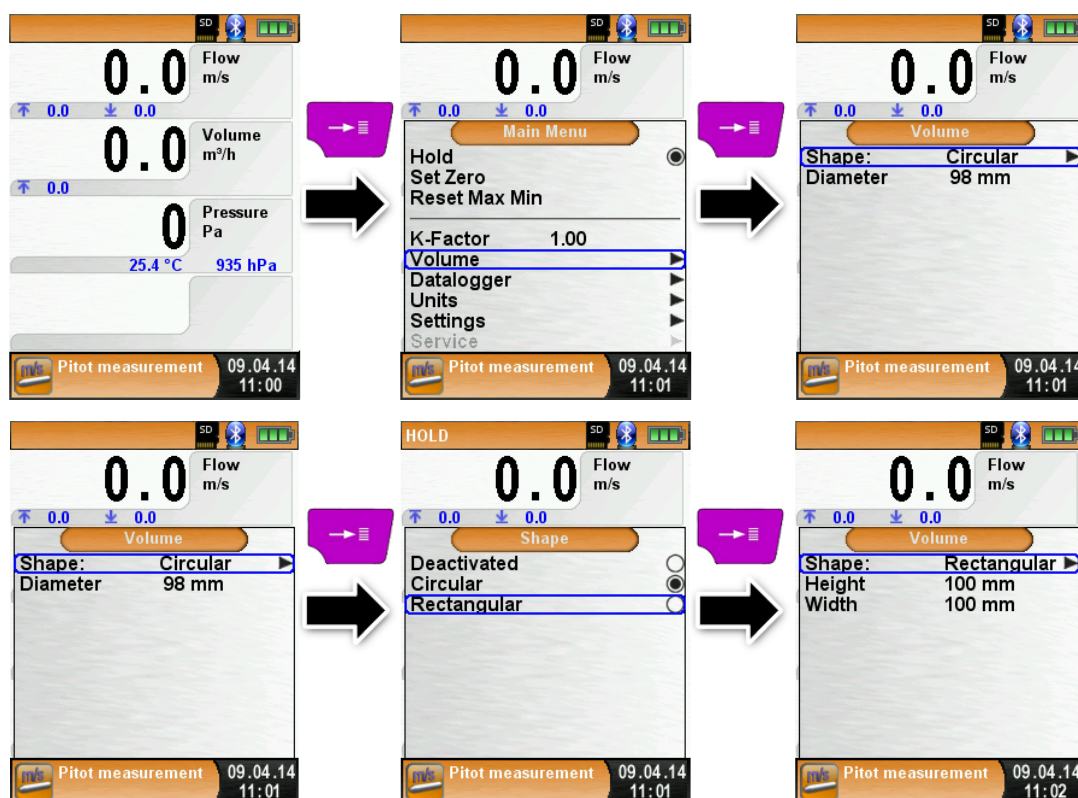 SD
0.0 Flow
m/s
0.0 0.0
0.0 Volume
m³/h
0.0
0 Pressure
Pa
25.4 °C 935 hPa
m/s Pitot measurement 09.04.14
11:00
SD
0.0 Flow
m/s
0.0 0.0
Main Menu
Hold
Set Zero
Reset Max Min
K-Factor 1.00
Volume
Datalogger
Units
Settings
Service
m/s Pitot measurement 09.04.14
11:01
SD
0.0 Flow
m/s
0.0 0.0
Volume
Shape: Circular
Diameter 98 mm
m/s Pitot measurement 09.04.14
11:01
SD
0.0 Flow
m/s
0.0 0.0
Volume
Shape: Circular
Diameter 98 mm
m/s Pitot measurement 09.04.14
11:01
HOLD SD
0.0 Flow
m/s
0.0 0.0
Shape
Deactivated
Circular
Rectangular
m/s Pitot measurement 09.04.14
11:01
SD
0.0 Flow
m/s
0.0 0.0
Volume
Shape: Rectangular
Height 100 mm
Width 100 mm
m/s Pitot measurement 09.04.14
11:02